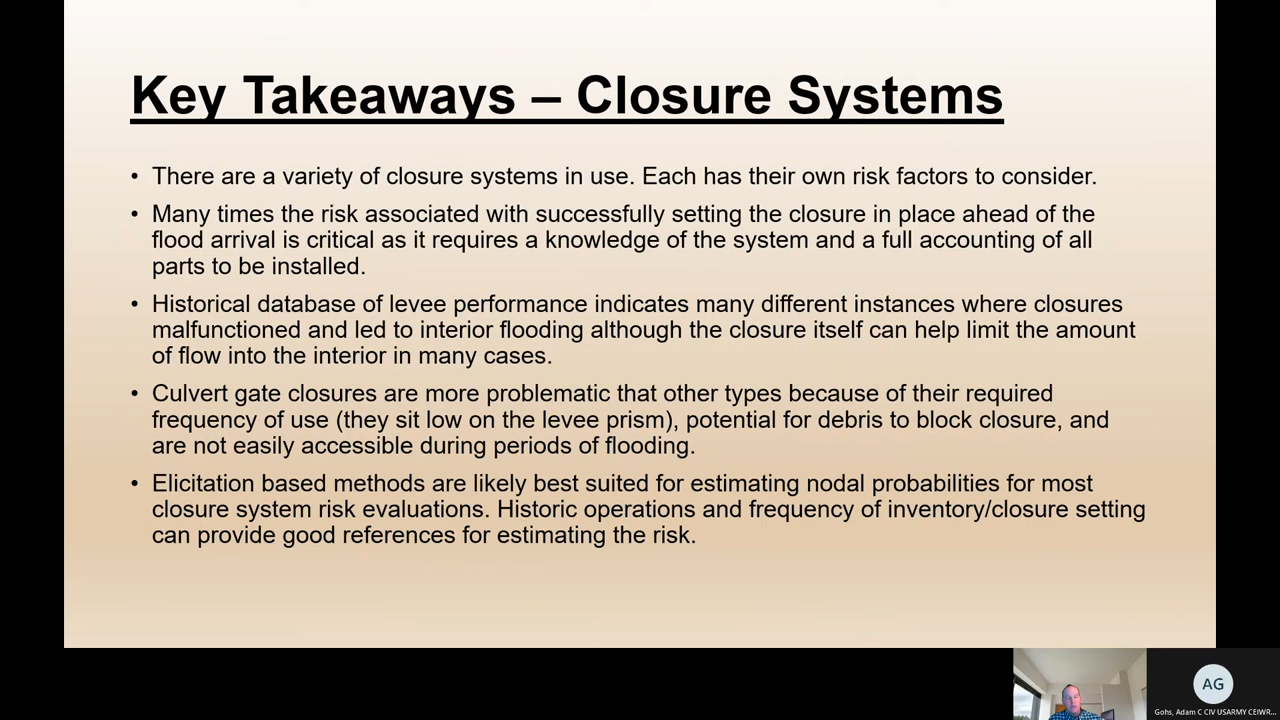 Key Takeaways – Closure Systems
• There are a variety of closure systems in use. Each has their own risk factors to consider.
• Many times the risk associated with successfully setting the closure in place ahead of the
flood arrival is critical as it requires a knowledge of the system and a full accounting of all
parts to be installed.
• Historical database of levee performance indicates many different instances where closures
malfunctioned and led to interior flooding although the closure itself can help limit the amount
of flow into the interior in many cases.
• Culvert gate closures are more problematic that other types because of their required
frequency of use (they sit low on the levee prism), potential for debris to block closure, and
are not easily accessible during periods of flooding.
• Elicitation based methods are likely best suited for estimating nodal probabilities for most
closure system risk evaluations. Historic operations and frequency of inventory/closure setting
can provide good references for estimating the risk.
AG
Gohs, Adam C CIV USARMY CEIWR...